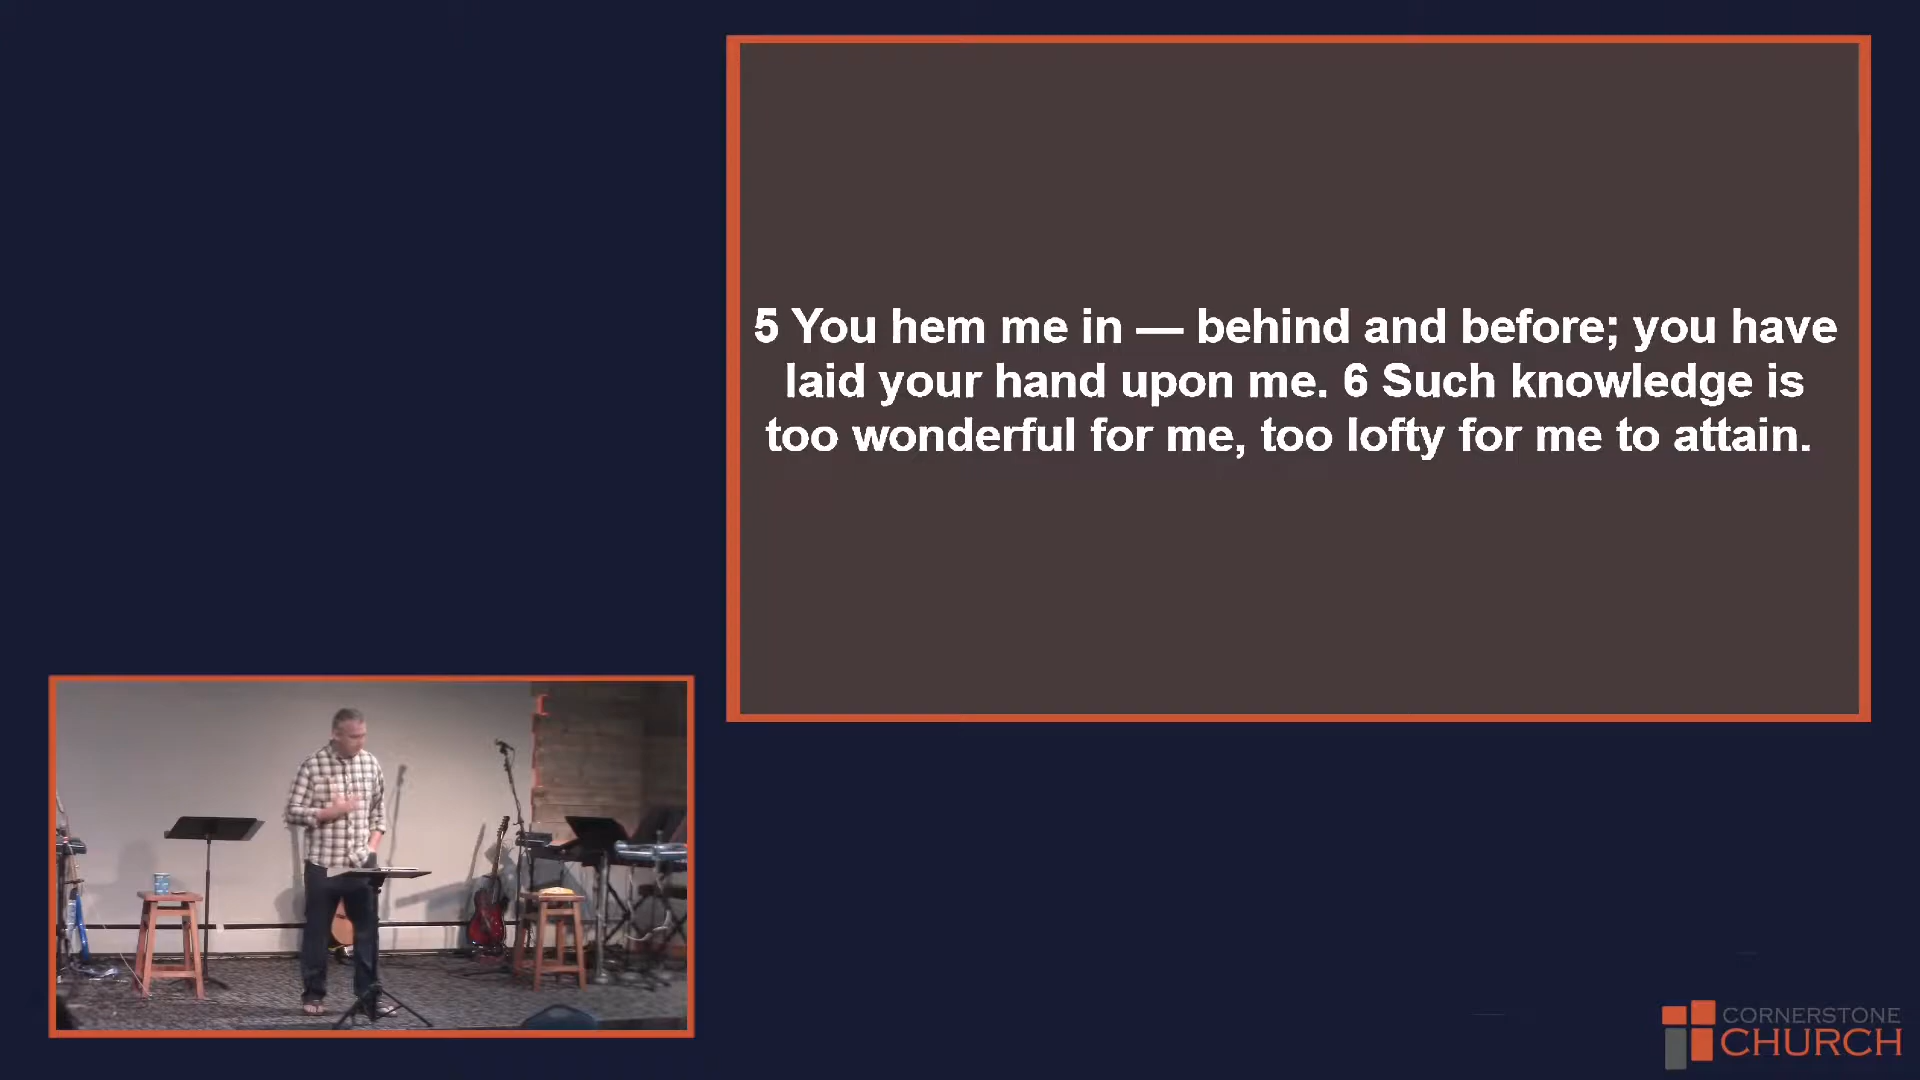 5 You hem me in — behind and before; you have
laid your hand upon me. 6 Such knowledge is
too wonderful for me, too lofty for me to attain.
CORNERSTONE
CHURCH